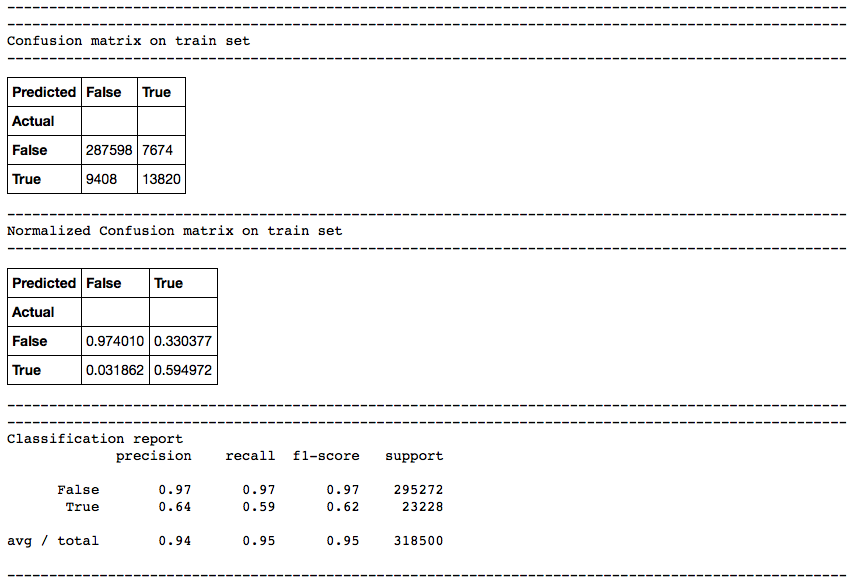 Confusion matrix on train set
Predicted False True
Actual
False 287598 7674
True 9408 13820
Normalized Confusion matrix on train set
Predicted False True
Actual
False 0.974010 0.330377
True 0.031862 0.594972
Classification report
precision recall f1-score support
False 0.97 0.97 0.97 295272
True 0.64 0.59 0.62 23228
avg / total 0.94 0.95 0.95 318500